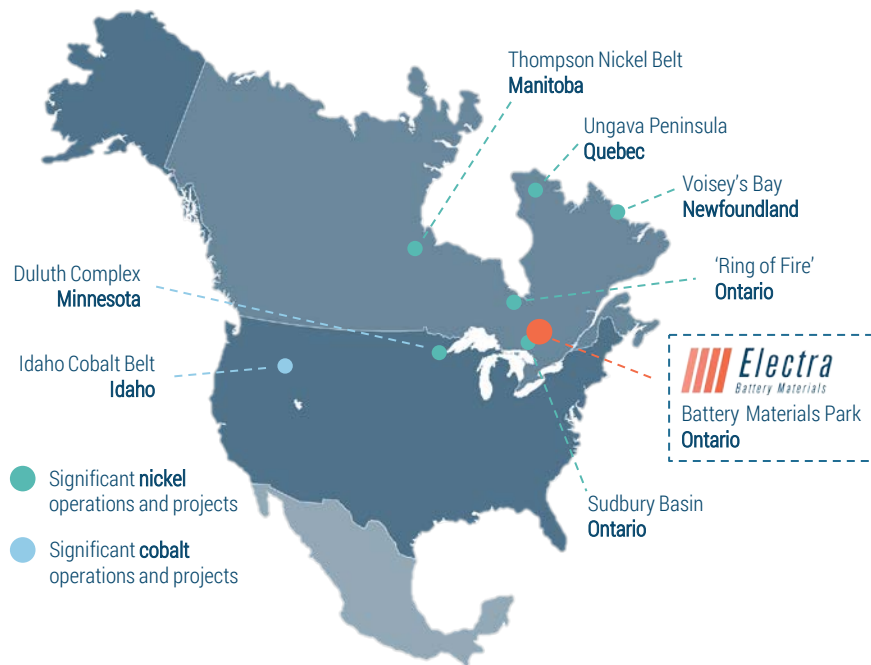 Thompson Nickel Belt
Manitoba
Ungava Peninsula
Quebec
Voisey's Bay
Newfoundland
'Ring of Fire'
Ontario
Duluth Complex
Minnesota
Idaho Cobalt Belt
Idaho
Electra
Battery Materials
Battery Materials Park
Ontario
Sudbury Basin
Ontario
Significant nickel
operations and projects
Significant cobalt
operations and projects